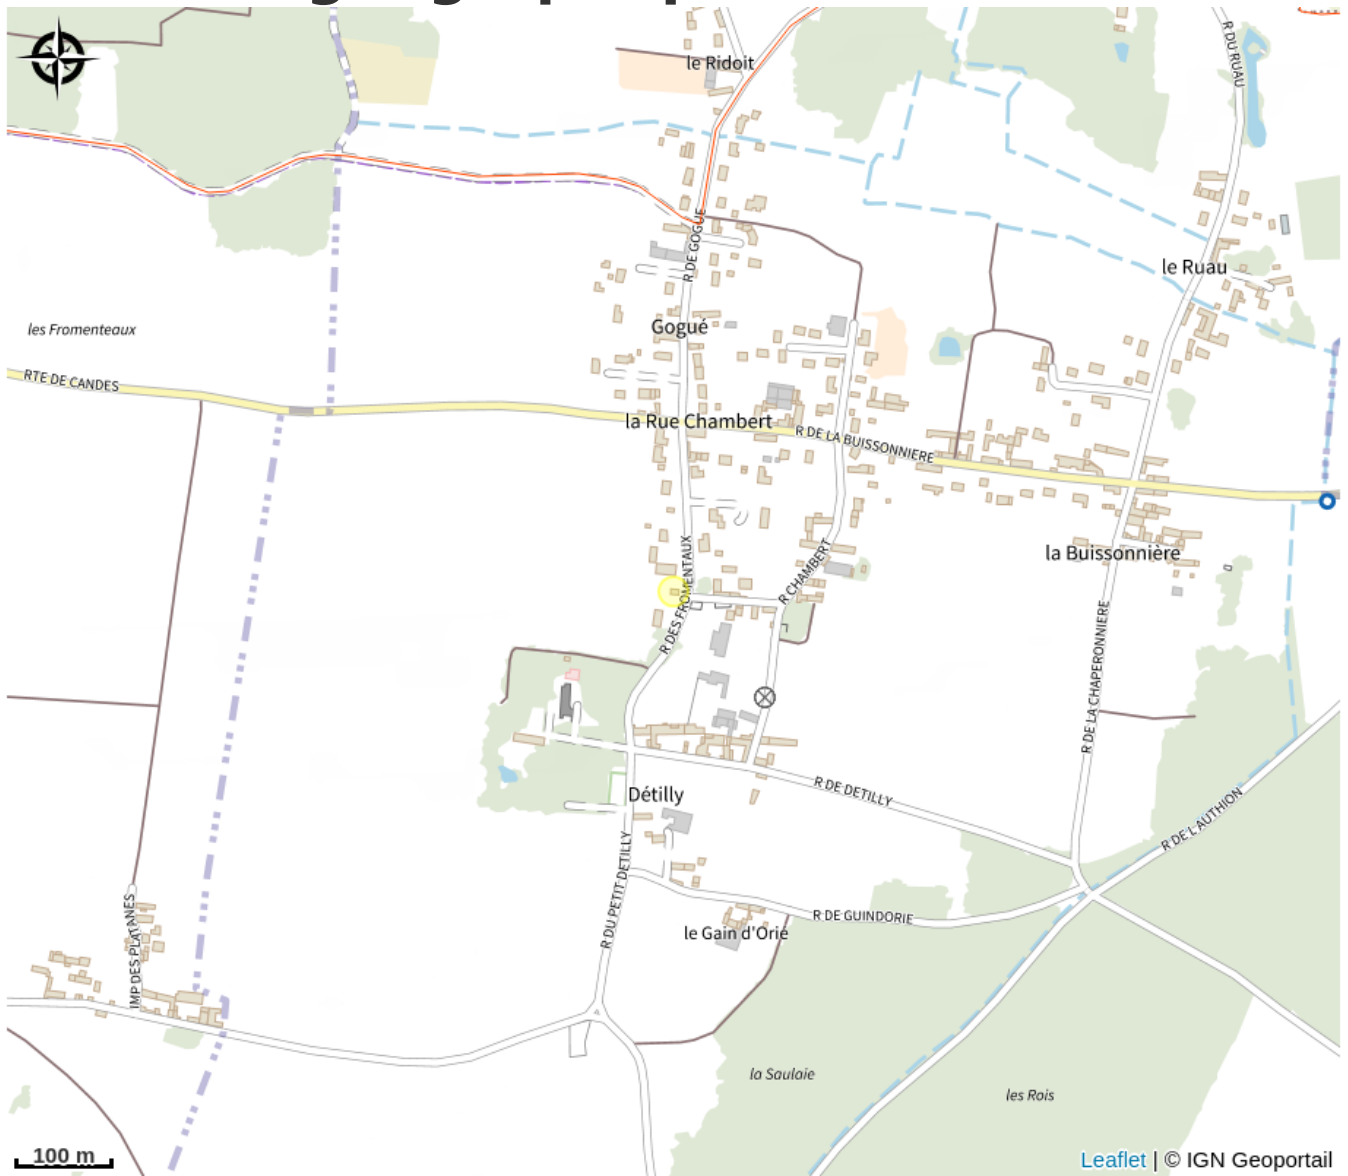 le Ridoit
R DU RUAU
R DE GOGUE
le Ruau
les Fromenteaux
Gogué
RTE DE CANDES
la Rue Chambert
R DE LA BUISSONNIERE
la Buissonnière
R CHAMBERT
R DES FROMENTAUX
R DE LA CHAPERONNIERE
Détilly
R DE DETILLY
R DE L'AUTHION
R DU PETIT DETILLY
R DE GUINDORIE
le Gain d'Orié
IMP DES PLATANES
la Saulaie
les Rois
100 m
Leaflet | © IGN Geoportail